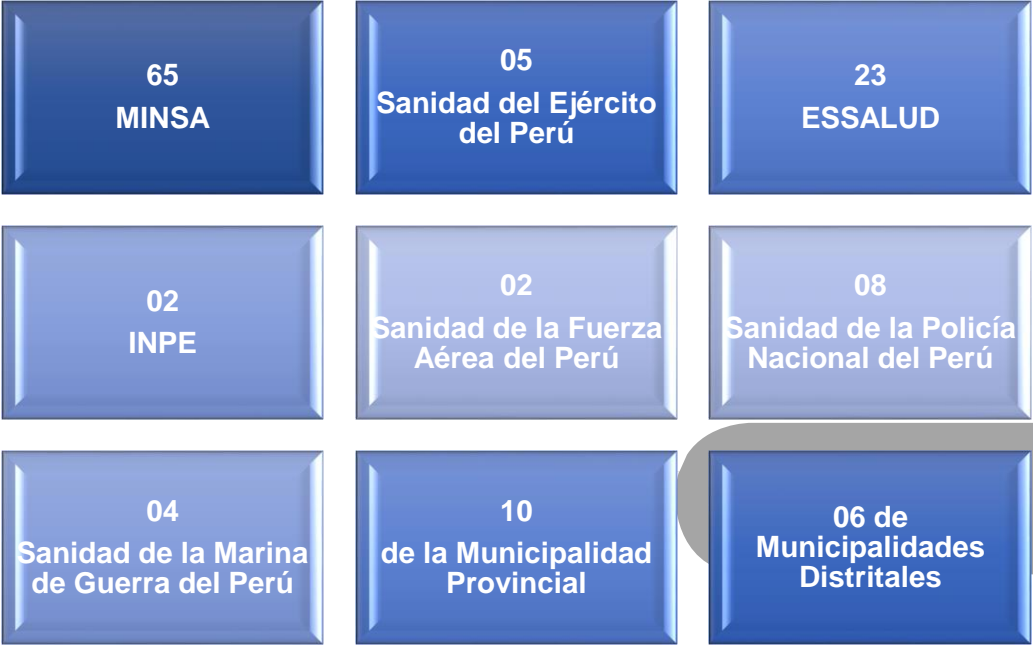 65
MINSA
05
Sanidad del Ejército
del Perú
23
ESSALUD
02
INPE
02
Sanidad de la Fuerza
Aérea del Perú
08
Sanidad de la Policía
Nacional del Perú
04
Sanidad de la Marina
de Guerra del Perú
10
de la Municipalidad
Provincial
06 de
Municipalidades
Distritales